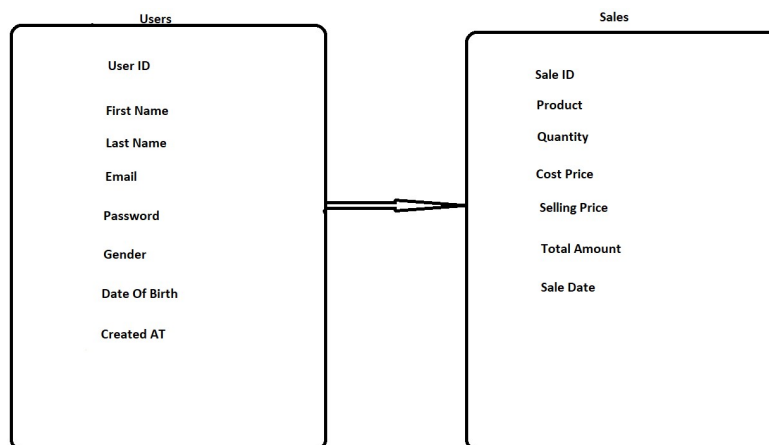 Users
User ID
First Name
Last Name
Email
Password
Gender
Date Of Birth
Created AT
Sales
Sale ID
Product
Quantity
Cost Price
Selling Price
Total Amount
Sale Date